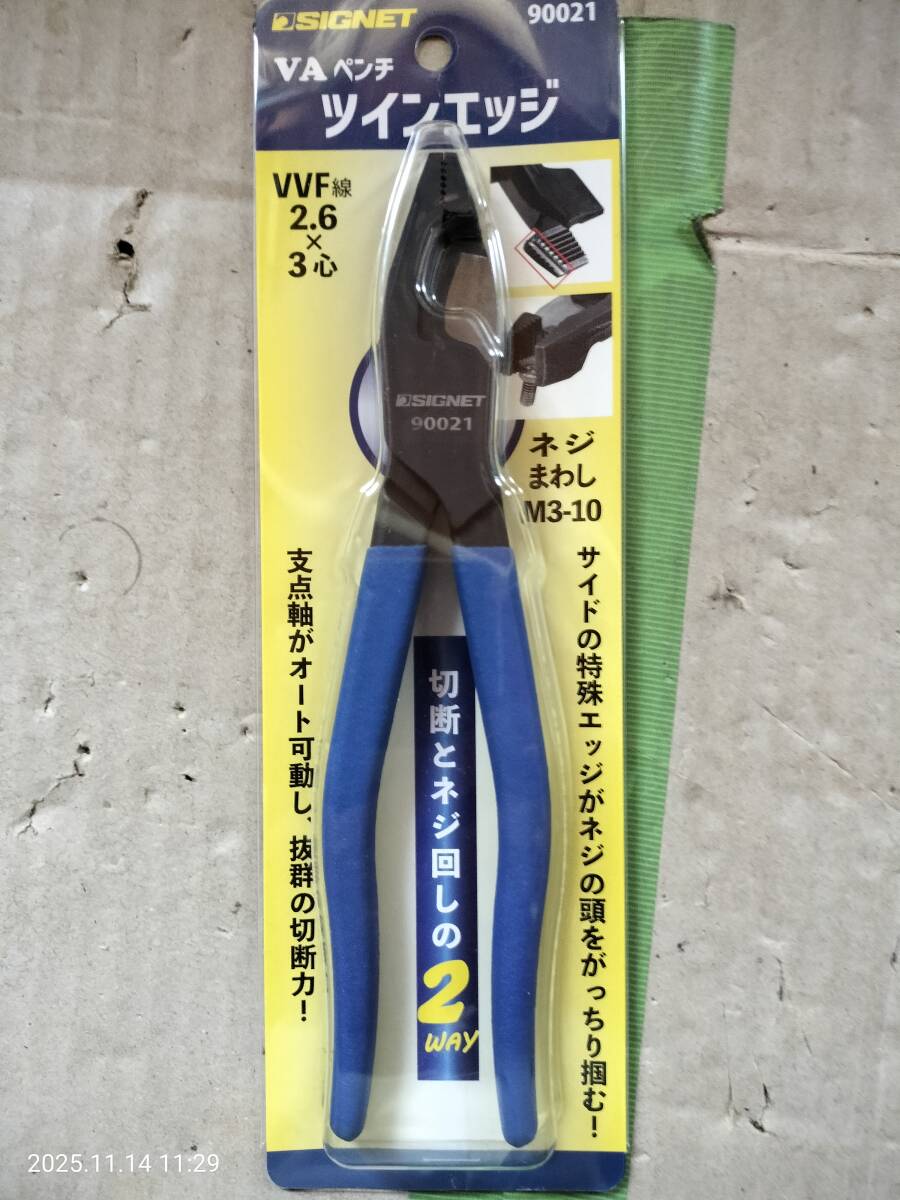 SIGNET
90021
VA ペンチ
ツインエッジ
VVF線
2.6
×
3心
SIGNET
90021
ネジ
まわし
M3-10
支点軸がオート可動し、抜群の切断力!
切断とネジ回しの
2
WAY
サイドの特殊エッジがネジの頭をがっちり掴む!
2025.11.14 11:29